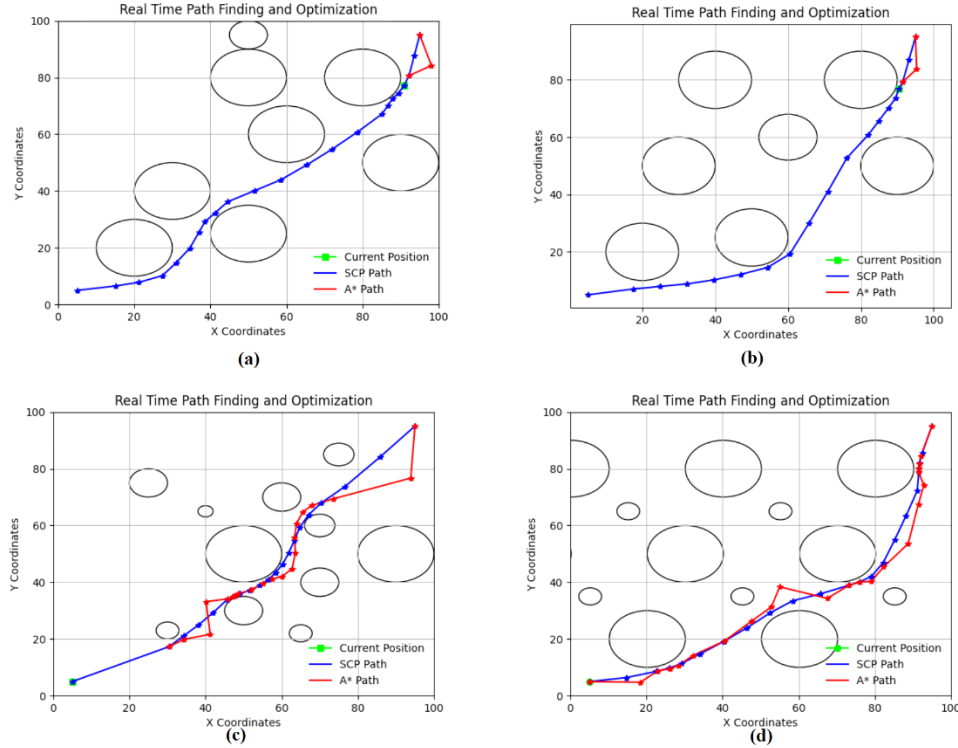 Real Time Path Finding and Optimization
100
80
60
40
20
0
Y Coordinates
0 20 40 60 80 100
X Coordinates
Current Position
SCP Path
A* Path
(a)
Real Time Path Finding and Optimization
100
80
60
40
20
Y Coordinates
20 40 60 80 100
X Coordinates
Current Position
SCP Path
A* Path
(b)
Real Time Path Finding and Optimization
100
80
60
40
20
0
Y Coordinates
0 20 40 60 80 100
X Coordinates
Current Position
SCP Path
A* Path
(c)
Real Time Path Finding and Optimization
100
80
60
40
20
0
Y Coordinates
0 20 40 60 80 100
X Coordinates
Current Position
SCP Path
A* Path
(d)